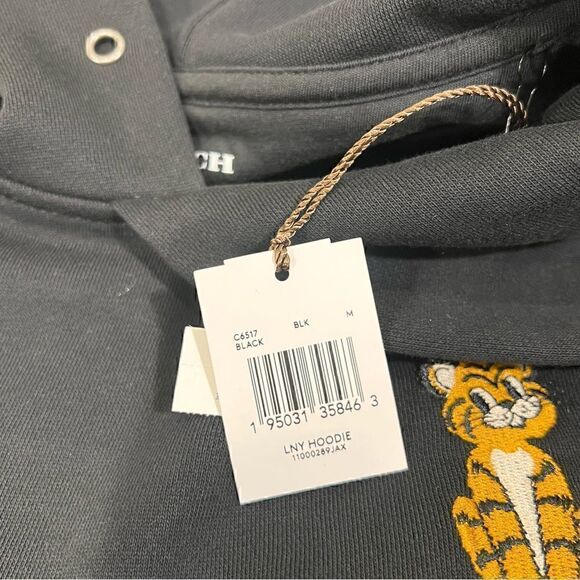 CH
C6517 BLK M
BLACK
1 95031 35846 3
LNY HOODIE
11000289JAX